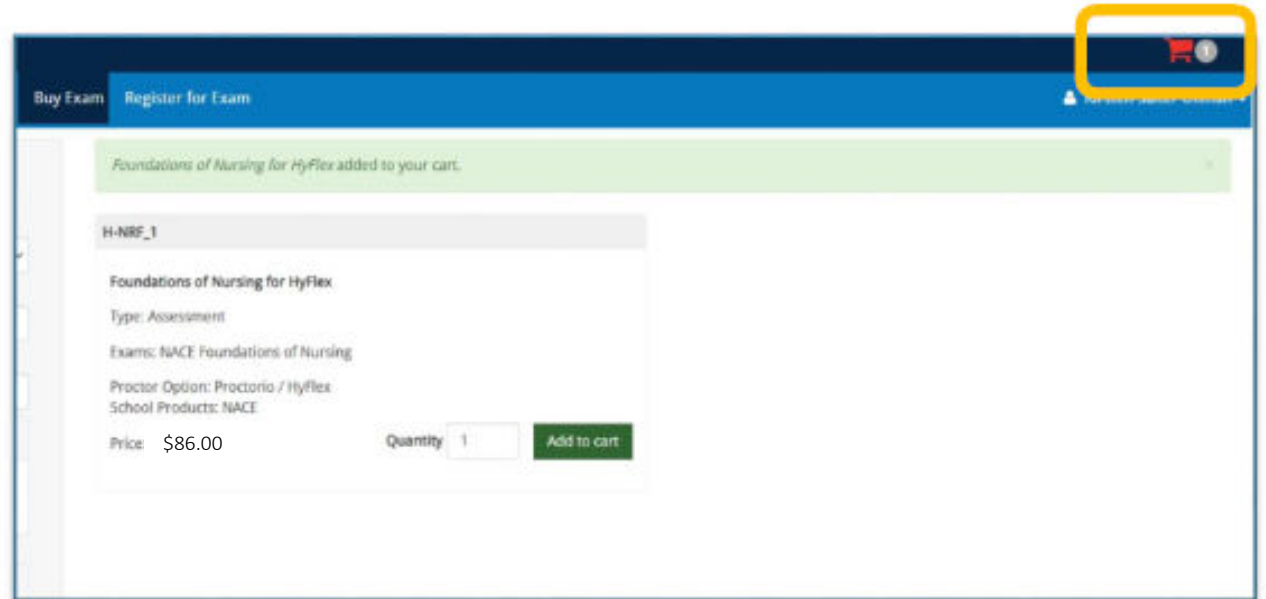 1
Buy Exam Register for Exam
Foundations of Nursing for HyFlex added to your cart.
×
H-NRF_1
Foundations of Nursing for HyFlex
Type: Assessment
Exams: NACE Foundations of Nursing
Proctor Option: Proctorio / Hyflex
School Products: NACE
Price: $86.00 Quantity 1 Add to cart